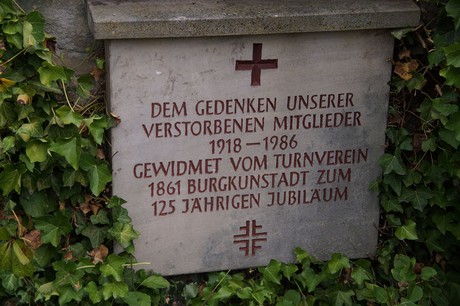 DEM GEDENKEN UNSERER
VERSTORBENEN MITGLIEDER
1918 — 1986
GEWIDMET VOM TURNVEREIN
1861 BURGKUNSTADT ZUM
125 JÄHRIGEN JUBILÄUM